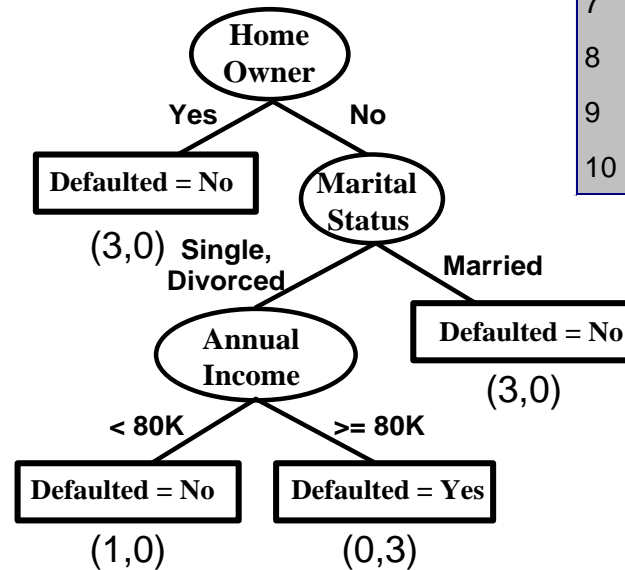 Home
Owner
7
8
9
10
Yes
No
Defaulted = No
Marital
Status
(3,0)
Single,
Divorced
Married
Annual
Income
Defaulted = No
(3,0)
< 80K
>= 80K
Defaulted = No
Defaulted = Yes
(1,0)
(0,3)